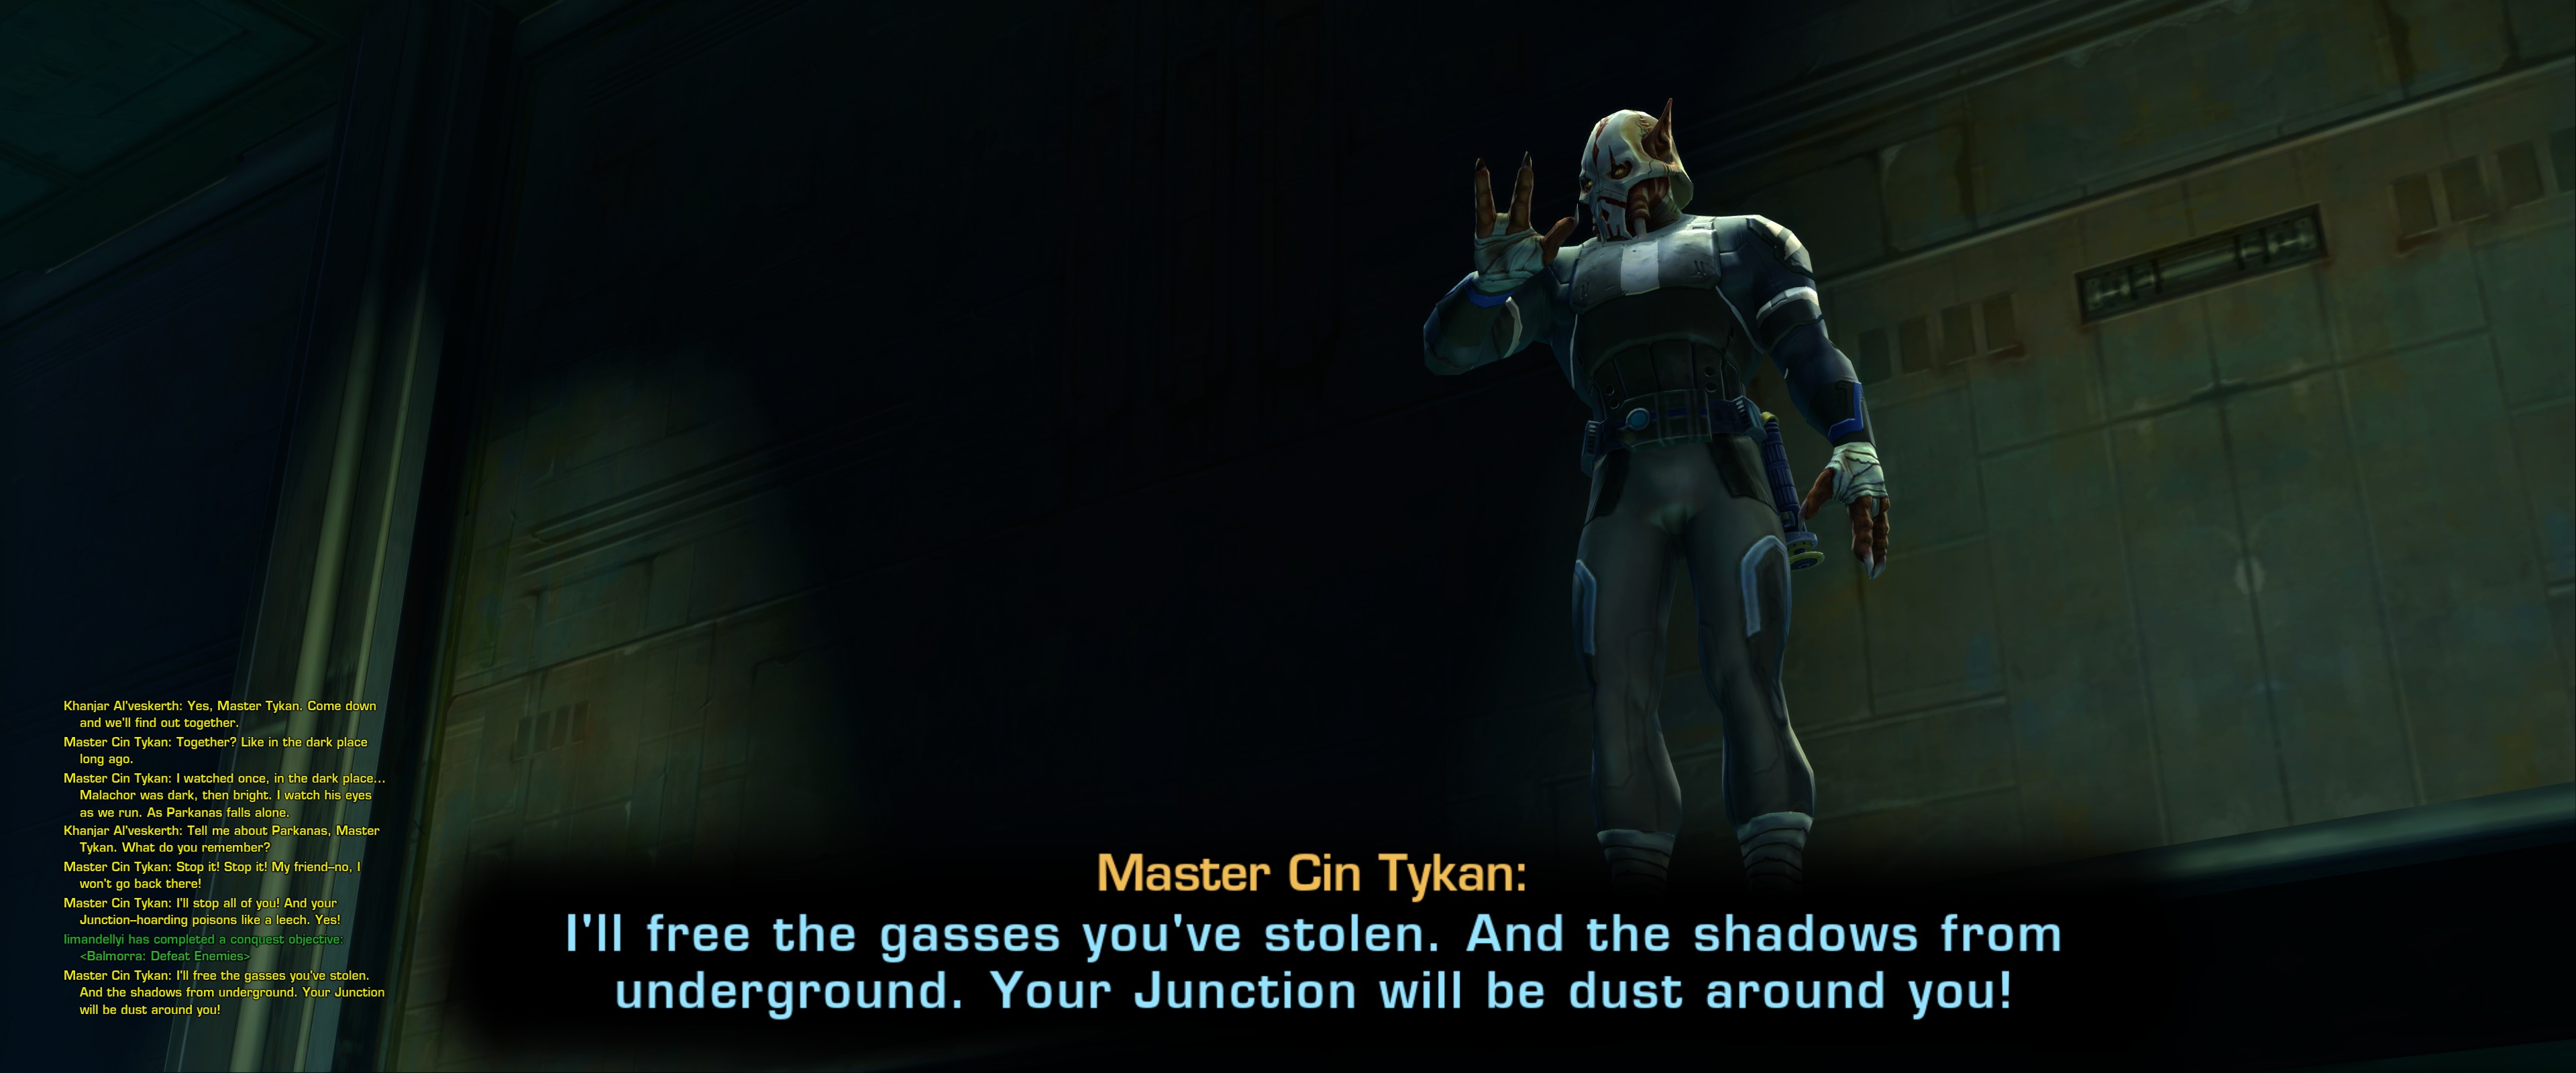 Khanjar Al'veskerth: Yes, Master Tykan. Come down
and we'll find out together.
Master Cin Tykan: Together? Like in the dark place
long ago.
Master Cin Tykan: I watched once, in the dark place...
Malachor was dark, then bright. I watch his eyes
as we run. As Parkanas falls alone.
Khanjar Al'veskerth: Tell me about Parkanas, Master
Tykan. What do you remember?
Master Cin Tykan: Stop it! Stop it! My friend–no, I
won't go back there!
Master Cin Tykan: I'll stop all of you! And your
Junction–hoarding poisons like a leech. Yes!
limandellyi has completed a conquest objective:
<Balmorra: Defeat Enemies>
Master Cin Tykan: I'll free the gasses you've stolen.
And the shadows from underground. Your Junction
will be dust around you!
Master Cin Tykan:
I'll free the gasses you've stolen. And the shadows from
underground. Your Junction will be dust around you!